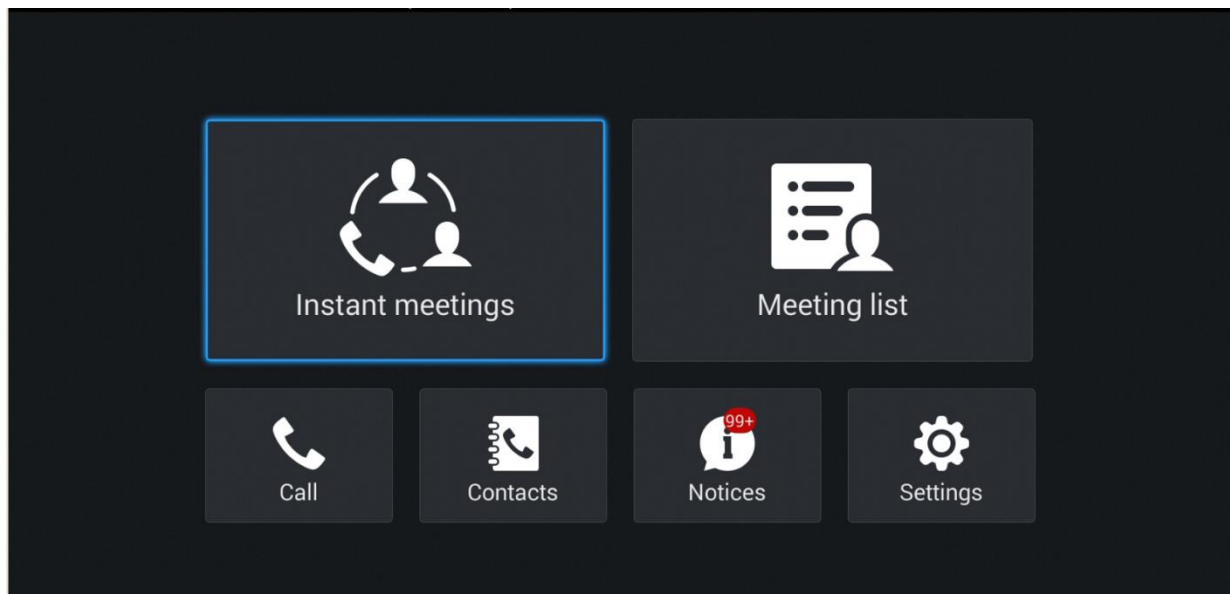 Instant meetings
Meeting list
99+
Call
Contacts
Notices
Settings